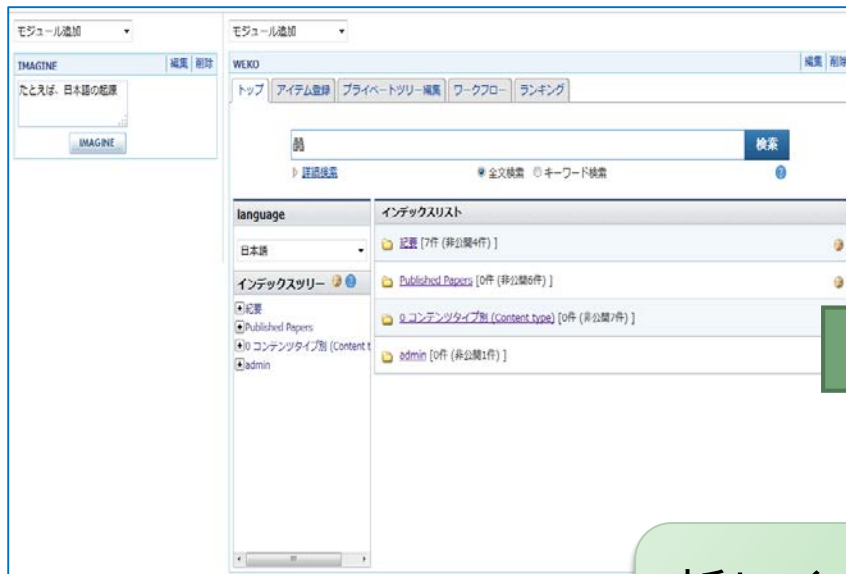 モジュール追加
IMAGINE 編集 削除
たとえば、日本語の起源
IMAGINE
モジュール追加
WEKO 編集 削除
トップ アイテム登録 プライベートツリー編集 ワークフロー ランキング
検索
詳細検索 全文検索 キーワード検索
language
日本語
インデックスツリー
紀要
Published Papers
0 コンテンツタイプ別 (Content t
admin
インデックスリスト
紀要 [7件 (非公開4件) ]
Published Papers [0件 (非公開6件) ]
0 コンテンツタイプ別 (Content type) [0件 (非公開7件) ]
admin [0件 (非公開1件) ]